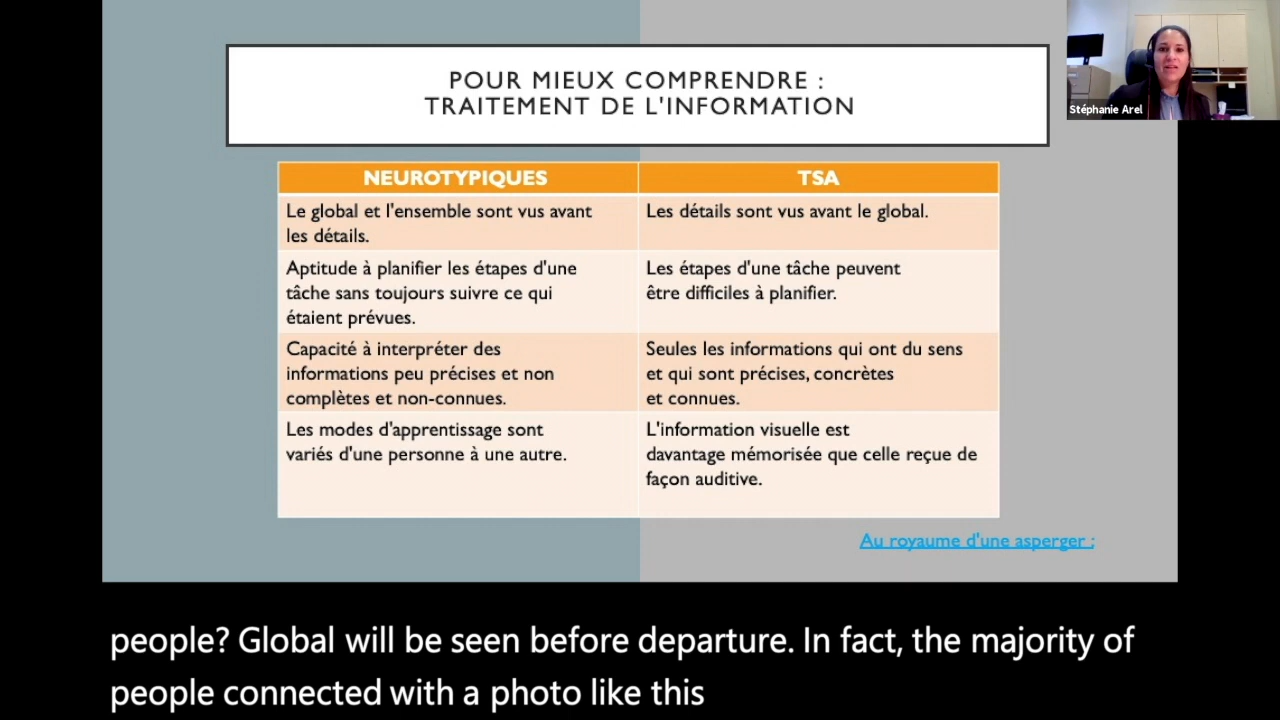 POUR MIEUX COMPRENDRE :
TRAITEMENT DE L'INFORMATION
Stéphanie Arel
NEUROTYPIQUES
TSA
Le global et l'ensemble sont vus avant
les détails.
Les détails sont vus avant le global.
Aptitude à planifier les étapes d'une
tâche sans toujours suivre ce qui
étaient prévues.
Les étapes d'une tâche peuvent
être difficiles à planifier.
Capacité à interpréter des
informations peu précises et non
complètes et non-connues.
Seules les informations qui ont du sens
et qui sont précises, concrètes
et connues.
Les modes d'apprentissage sont
variés d'une personne à une autre.
L'information visuelle est
davantage mémorisée que celle reçue de
façon auditive.
Au royaume d'une asperger :
people? Global will be seen before departure. In fact, the majority of
people connected with a photo like this